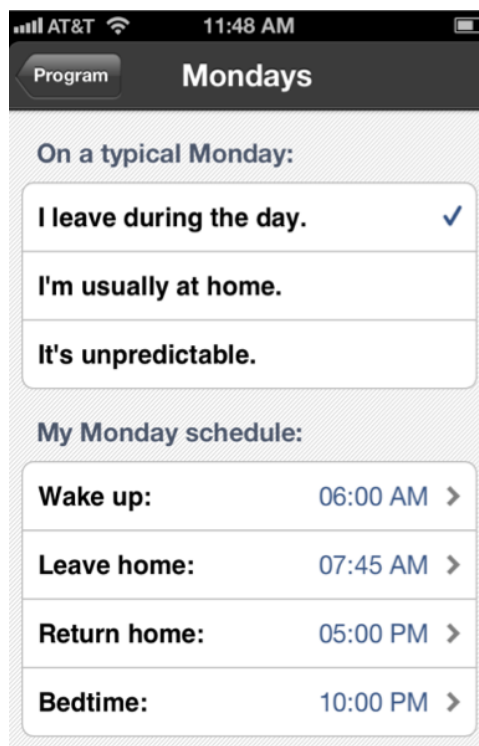 AT&T 11:48 AM
Program Mondays
On a typical Monday:
I leave during the day.
I'm usually at home.
It's unpredictable.
My Monday schedule:
Wake up: 06:00 AM
Leave home: 07:45 AM
Return home: 05:00 PM
Bedtime: 10:00 PM